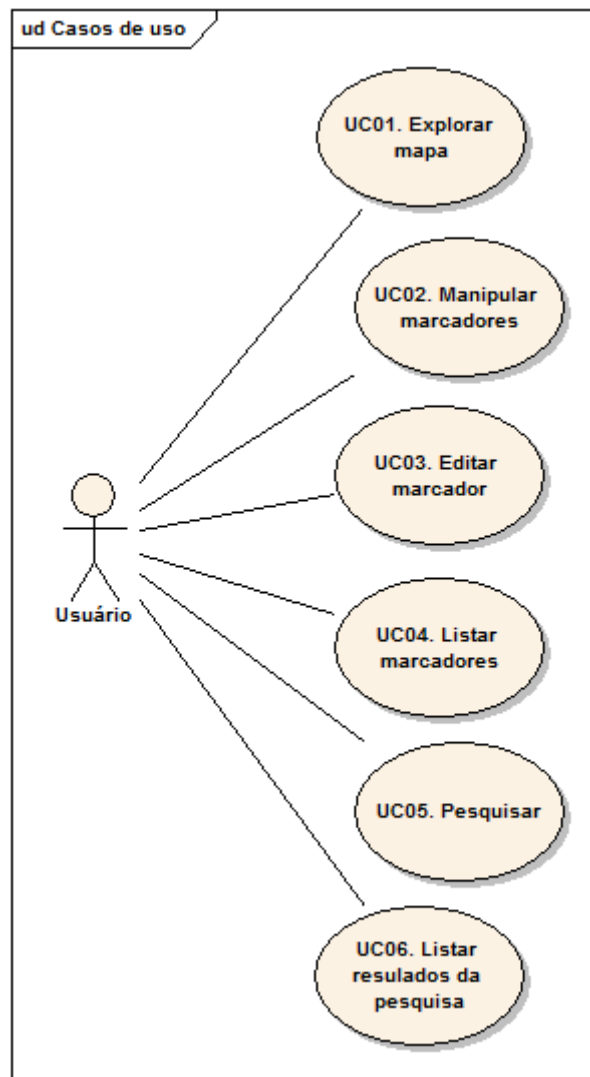 ud Casos de uso
UC01. Explorar
mapa
UC02. Manipular
marcadores
UC03. Editar
marcador
Usuário
UC04. Listar
marcadores
UC05. Pesquisar
UC06. Listar
resulados da
pesquisa